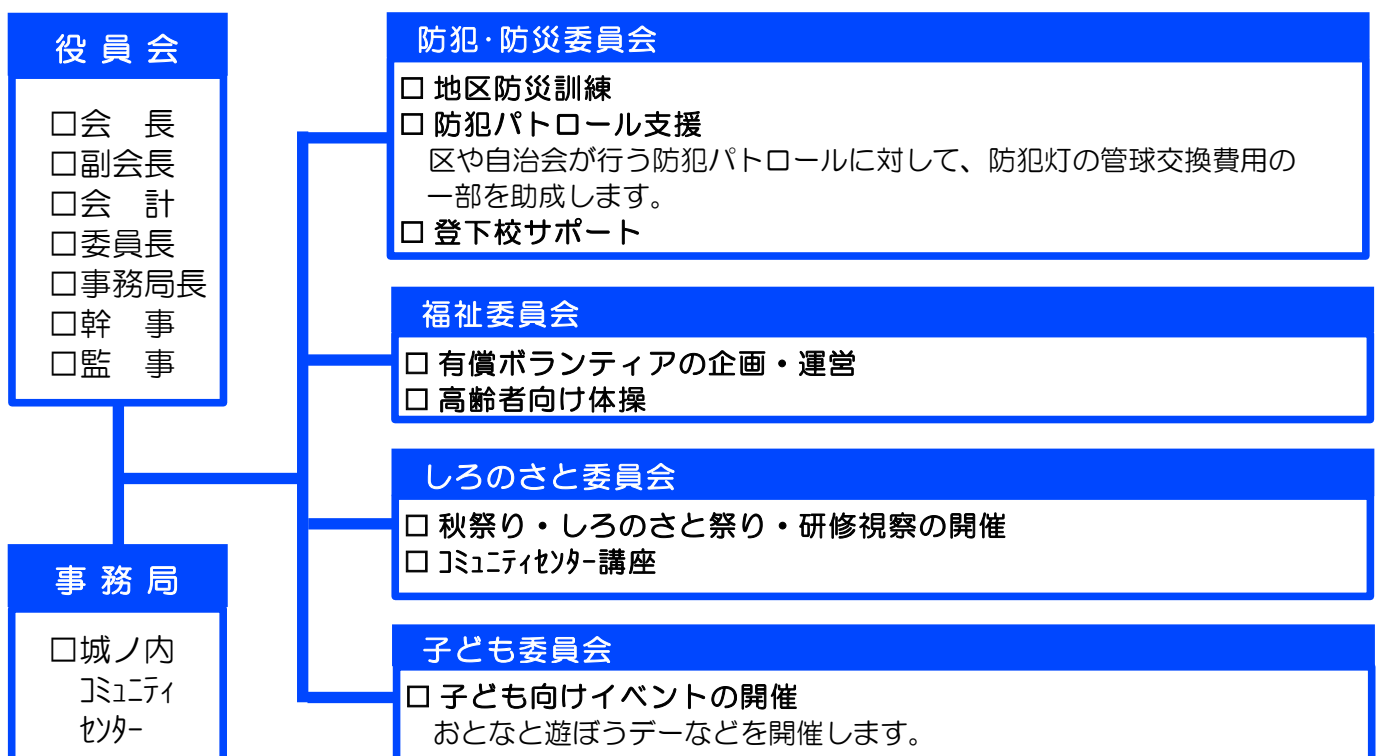 役員会
□会　長
□副会長
□会　計
□委員長
□事務局長
□幹　事
□監　事
事務局
□城ノ内
ｺﾐｭﾆﾃｨ
ｾﾝﾀｰ
防犯･防災委員会
□ 地区防災訓練
□ 防犯パトロール支援
区や自治会が行う防犯パトロールに対して、防犯灯の管球交換費用の
一部を助成します。
□ 登下校サポート
福祉委員会
□ 有償ボランティアの企画・運営
□ 高齢者向け体操
しろのさと委員会
□ 秋祭り・しろのさと祭り・研修視察の開催
□ ｺﾐｭﾆﾃｨｾﾝﾀｰ講座
子ども委員会
□ 子ども向けイベントの開催
おとなと遊ぼうデーなどを開催します。